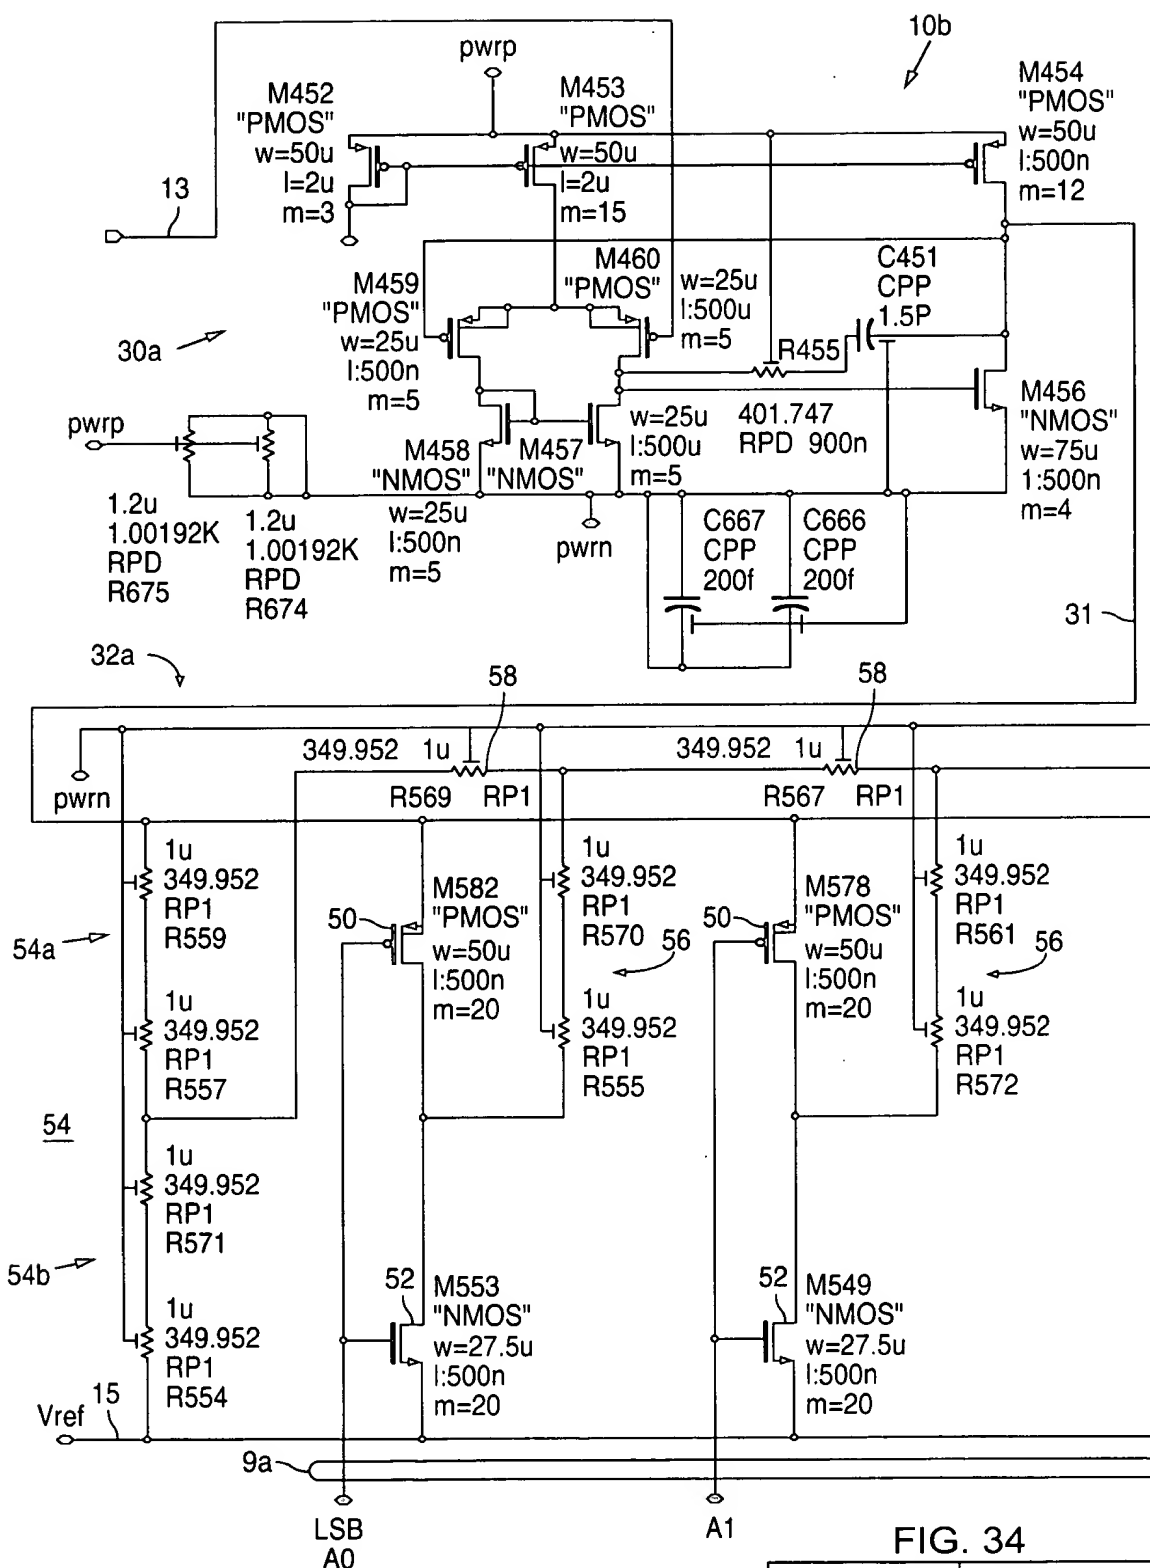 10b
pwrp
M452
"PMOS"
w=50u
l=2u
m=3
M453
"PMOS"
w=50u
l=2u
m=15
M454
"PMOS"
w=50u
l:500n
m=12
13
M459
"PMOS"
w=25u
l:500n
m=5
M460
"PMOS"
w=25u
l:500u
m=5
C451
CPP
1.5P
30a
R455
401.747
RPD 900n
M456
"NMOS"
w=75u
1:500n
m=4
pwrp
M458
"NMOS"
w=25u
l:500n
m=5
M457
"NMOS"
w=25u
l:500u
m=5
1.2u
1.00192K
RPD
R675
1.2u
1.00192K
RPD
R674
pwrn
C667
CPP
200f
C666
CPP
200f
31
32a
58
58
pwrn
349.952 1u
R569 RP1
349.952 1u
R567 RP1
1u
349.952
RP1
R559
54a
50
M582
"PMOS"
w=50u
l:500n
m=20
1u
349.952
RP1
R570
56
50
M578
"PMOS"
w=50u
l:500n
m=20
1u
349.952
RP1
R561
56
1u
349.952
RP1
R557
1u
349.952
RP1
R555
1u
349.952
RP1
R572
54
1u
349.952
RP1
R571
54b
1u
349.952
RP1
R554
52
M553
"NMOS"
w=27.5u
l:500n
m=20
52
M549
"NMOS"
w=27.5u
l:500n
m=20
Vref
15
9a
LSB
A0
A1
FIG. 34